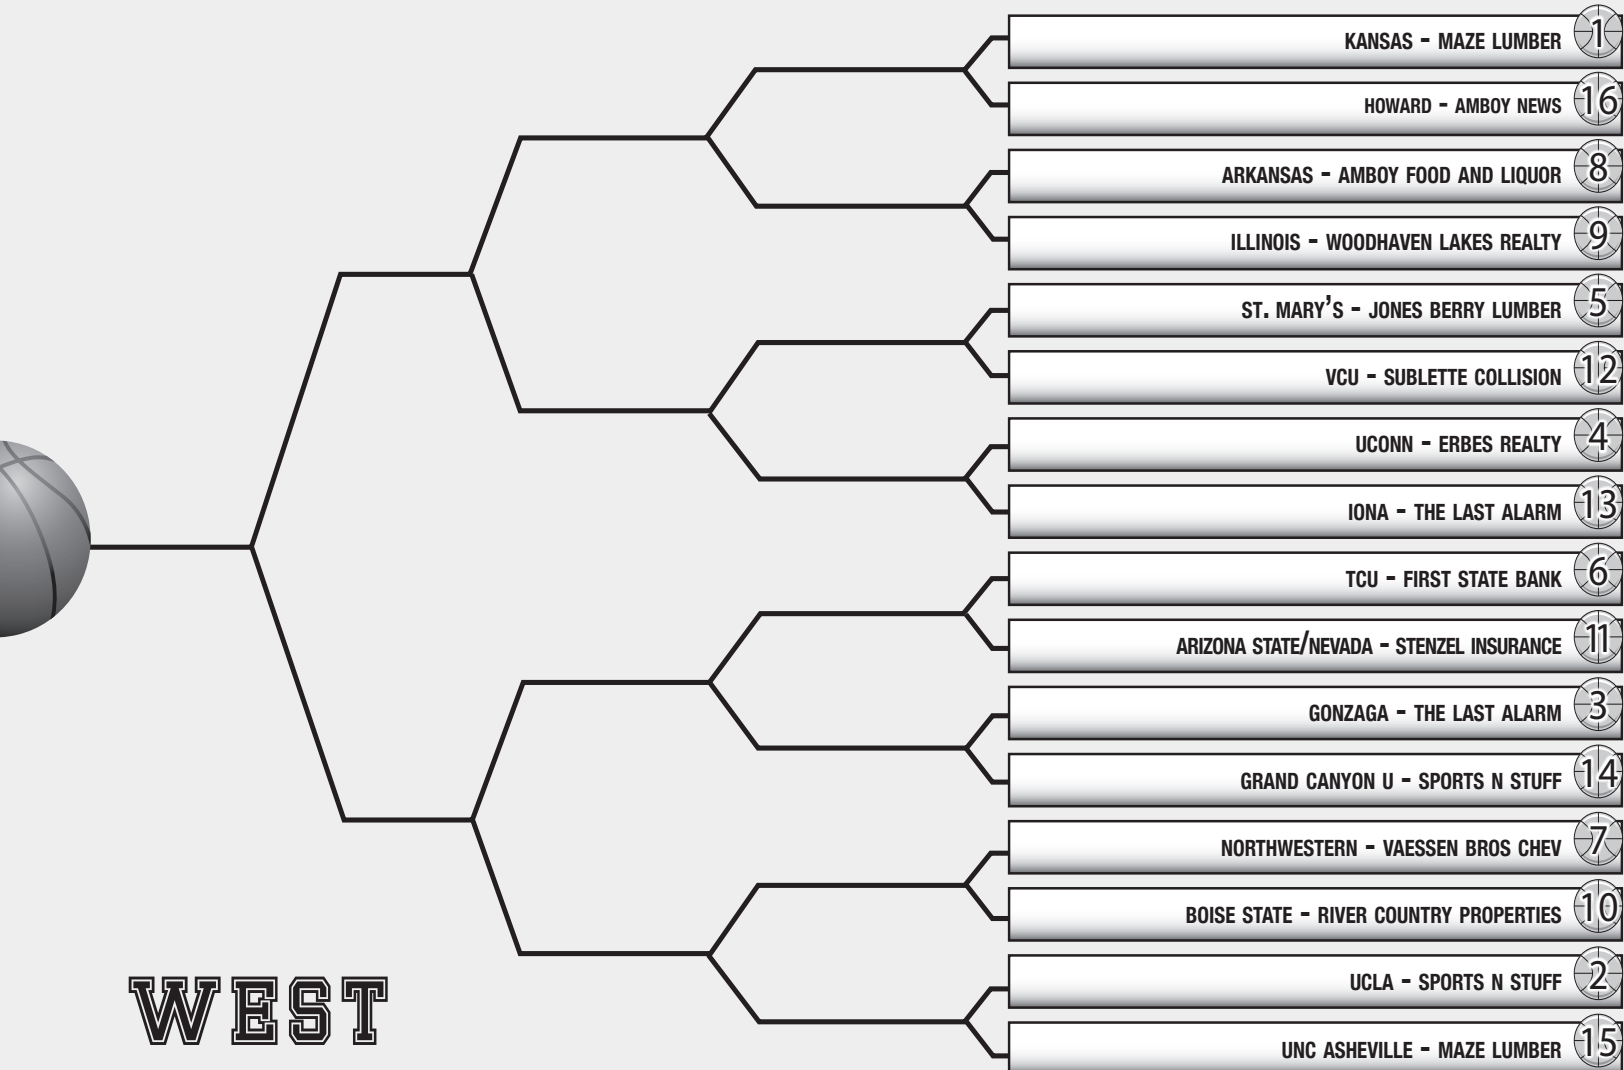 KANSAS - MAZE LUMBER 1
HOWARD - AMBOY NEWS 16
ARKANSAS - AMBOY FOOD AND LIQUOR 8
ILLINOIS - WOODHAVEN LAKES REALTY 9
ST. MARY'S - JONES BERRY LUMBER 5
VCU - SUBLETTE COLLISION 12
UCONN - ERBES REALTY 4
IONA - THE LAST ALARM 13
TCU - FIRST STATE BANK 6
ARIZONA STATE/NEVADA - STENZEL INSURANCE 11
GONZAGA - THE LAST ALARM 3
GRAND CANYON U - SPORTS N STUFF 14
NORTHWESTERN - VAESSEN BROS CHEV 7
BOISE STATE - RIVER COUNTRY PROPERTIES 10
UCLA - SPORTS N STUFF 2
UNC ASHEVILLE - MAZE LUMBER 15
WEST